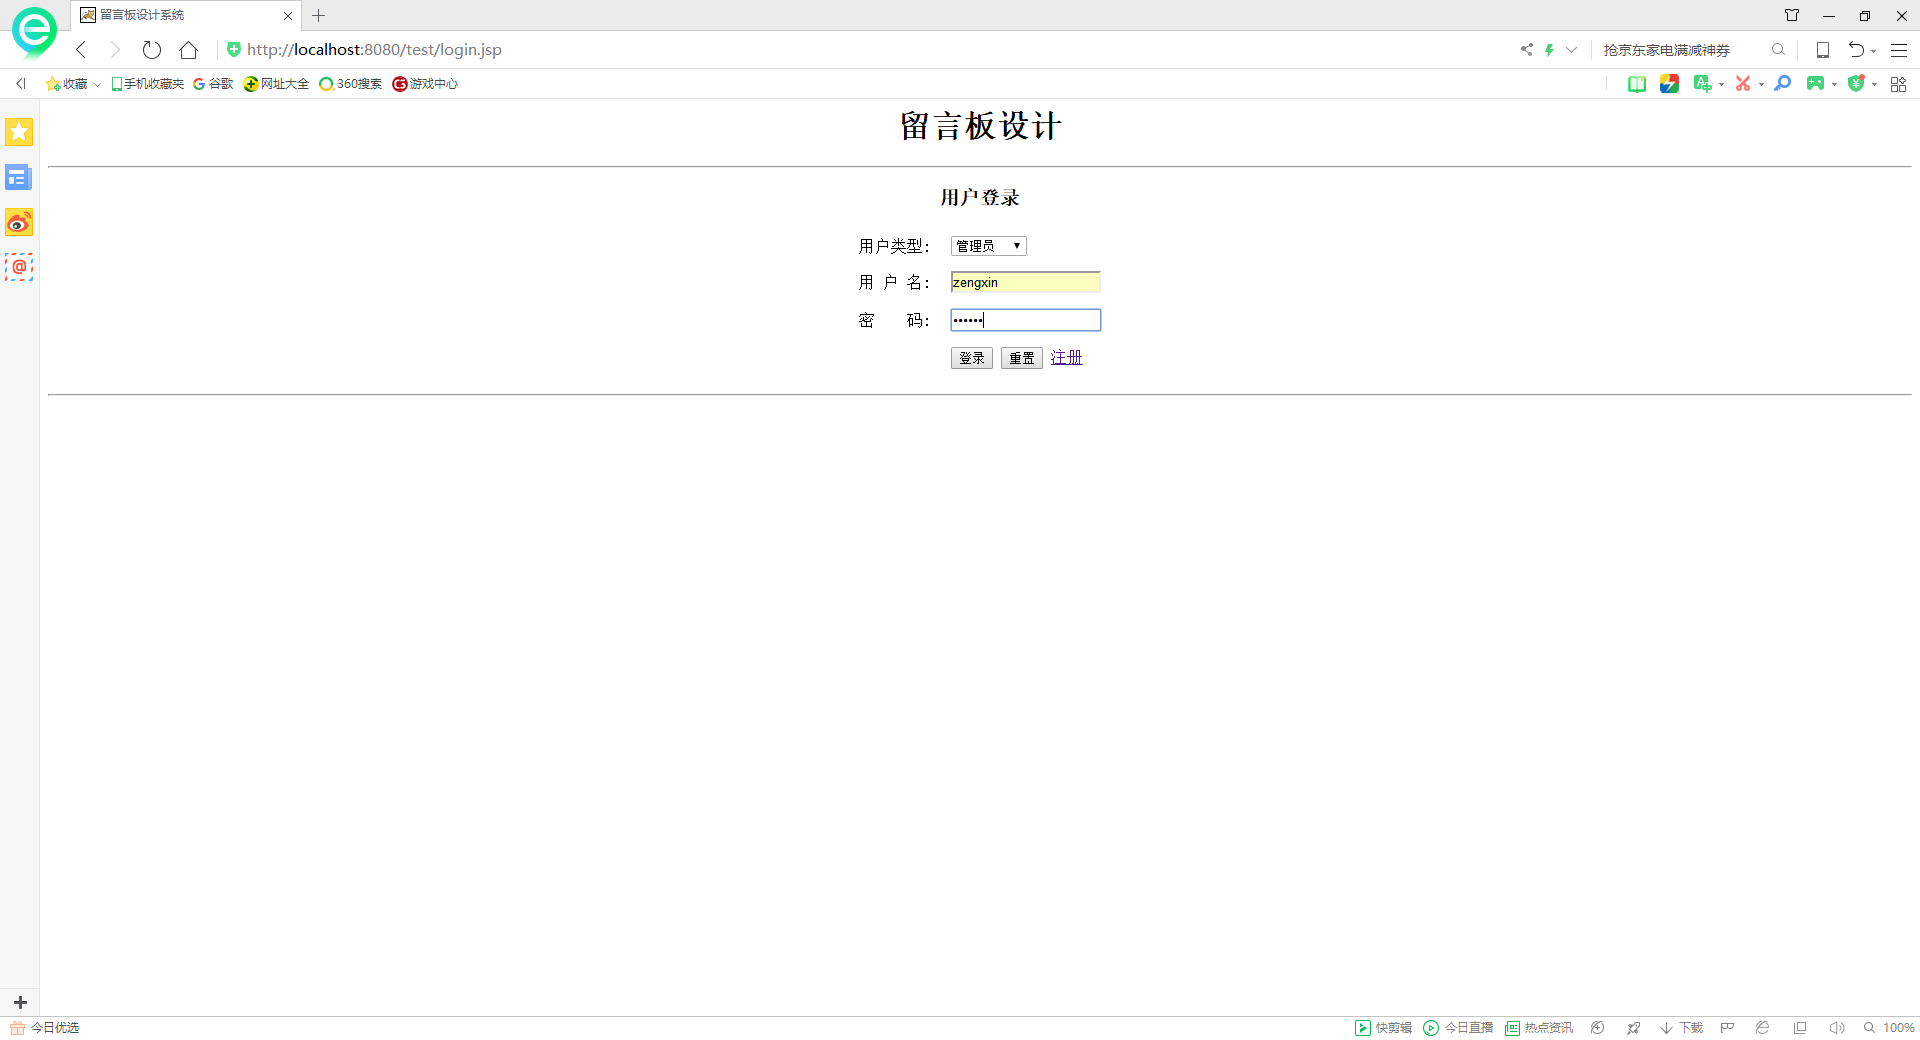 留言板设计系统
http://localhost:8080/test/login.jsp
抢京东家电满减神券
收藏 手机收藏夹 谷歌 网址大全 360搜索 游戏中心
留言板设计
用户登录
用户类型： 管理员
用 户 名： zengxin
密 码： ••••••
登录 重置 注册
今日优选
快剪辑 今日直播 热点资讯 下载 100%